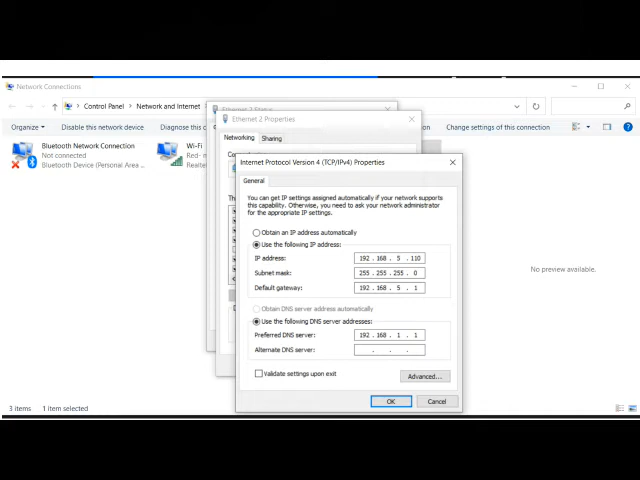 Network Connections
Control Panel › Network and Internet
Organize
Disable this network device
Diagnose this
Change settings of this connection
Bluetooth Network Connection
Not connected
Bluetooth Device (Personal Area ...
Wi-Fi
Ethernet 2 Status
Ethernet 2 Properties
Networking
Sharing
Internet Protocol Version 4 (TCP/IPv4) Properties
General
You can get IP settings assigned automatically if your network supports
this capability. Otherwise, you need to ask your network administrator
for the appropriate IP settings.
Obtain an IP address automatically
Use the following IP address:
IP address: 192 . 168 . 5 . 110
Subnet mask: 255 . 255 . 255 . 0
Default gateway: 192 . 168 . 5 . 1
Obtain DNS server address automatically
Use the following DNS server addresses:
Preferred DNS server: 192 . 168 . 1 . 1
Alternate DNS server: . . .
Validate settings upon exit
Advanced...
OK
Cancel
No preview available.
3 items
1 item selected